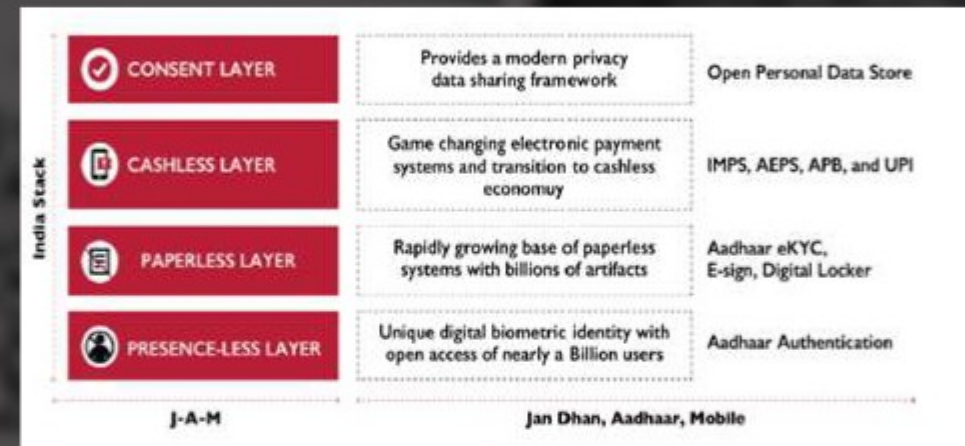 India Stack
CONSENT LAYER
Provides a modern privacy
data sharing framework
Open Personal Data Store
CASHLESS LAYER
Game changing electronic payment
systems and transition to cashless
economuy
IMPS, AEPS, APB, and UPI
PAPERLESS LAYER
Rapidly growing base of paperless
systems with billions of artifacts
Aadhaar eKYC,
E-sign, Digital Locker
PRESENCE-LESS LAYER
Unique digital biometric identity with
open access of nearly a Billion users
Aadhaar Authentication
J-A-M
Jan Dhan, Aadhaar, Mobile